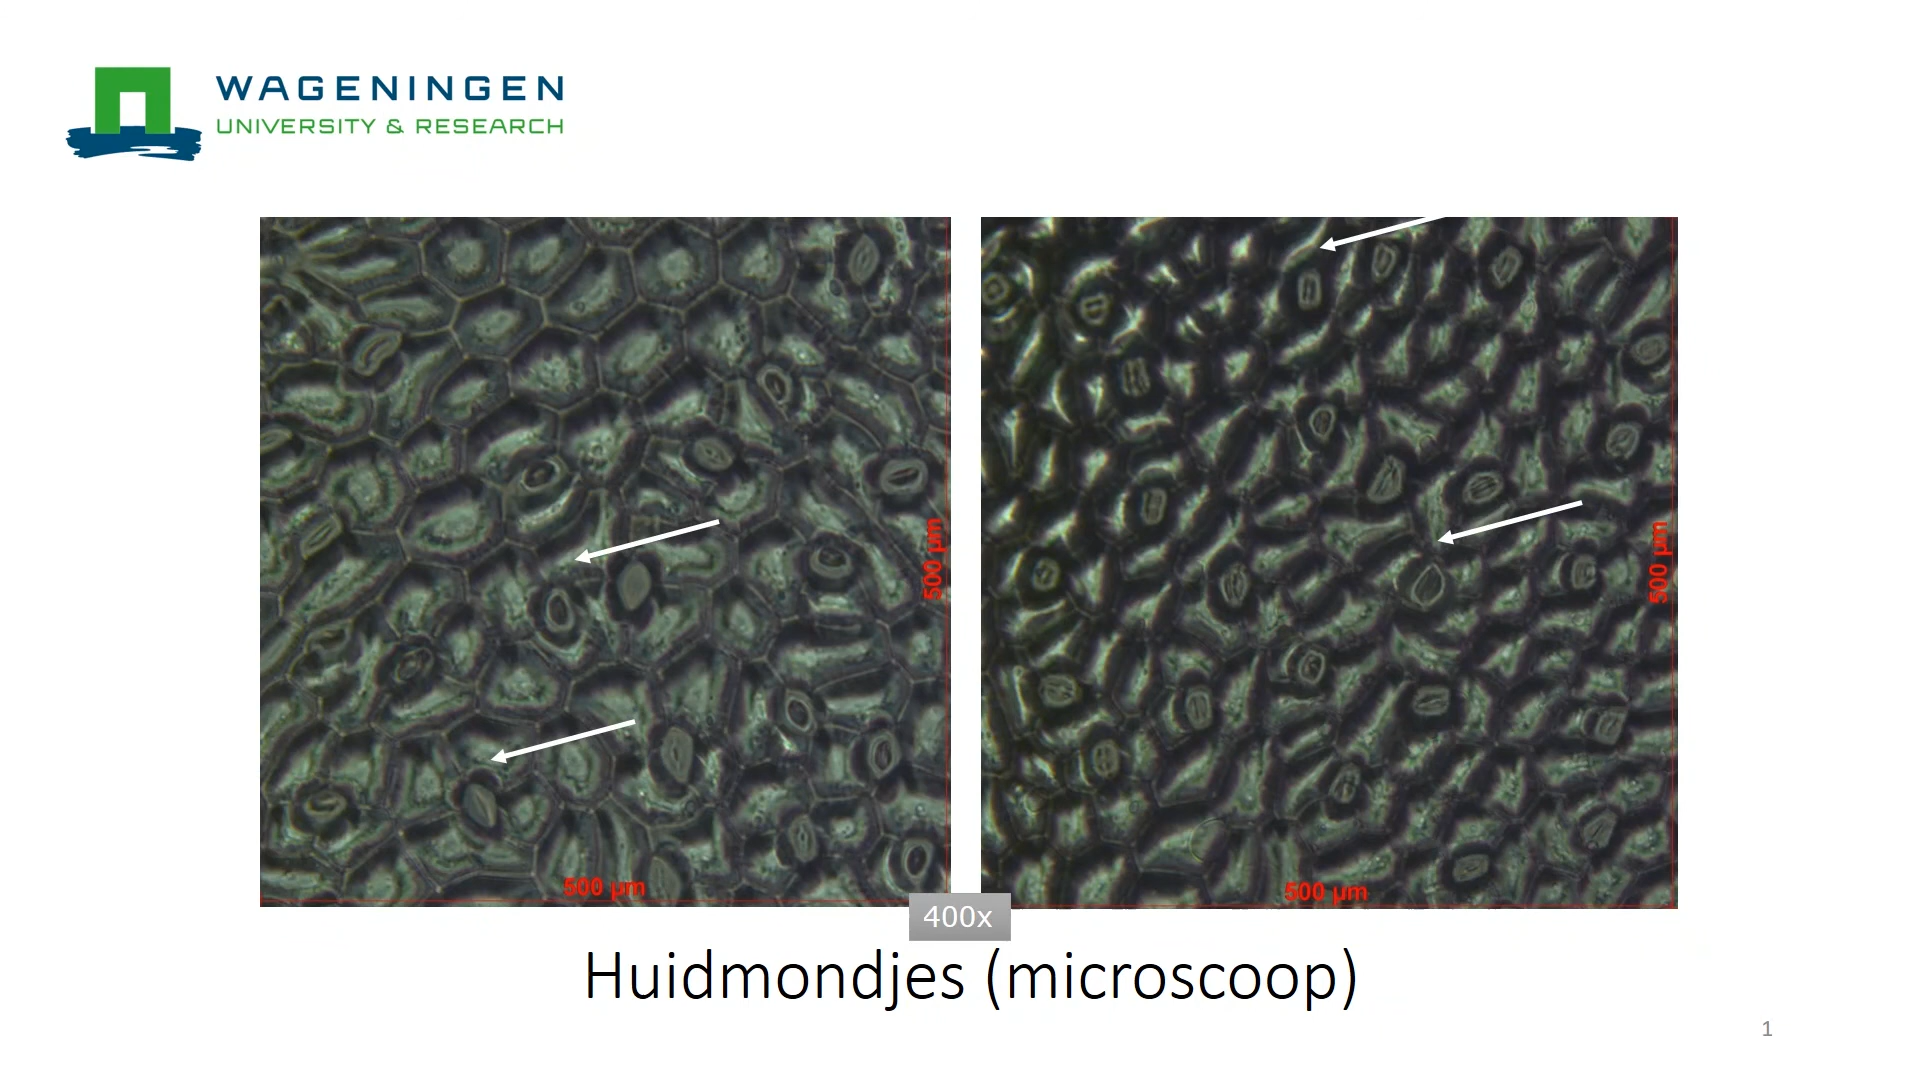 WAGENINGEN
UNIVERSITY & RESEARCH
500 µm
500 µm
500 µm
500 µm
400x
Huidmondjes (microscoop)
1